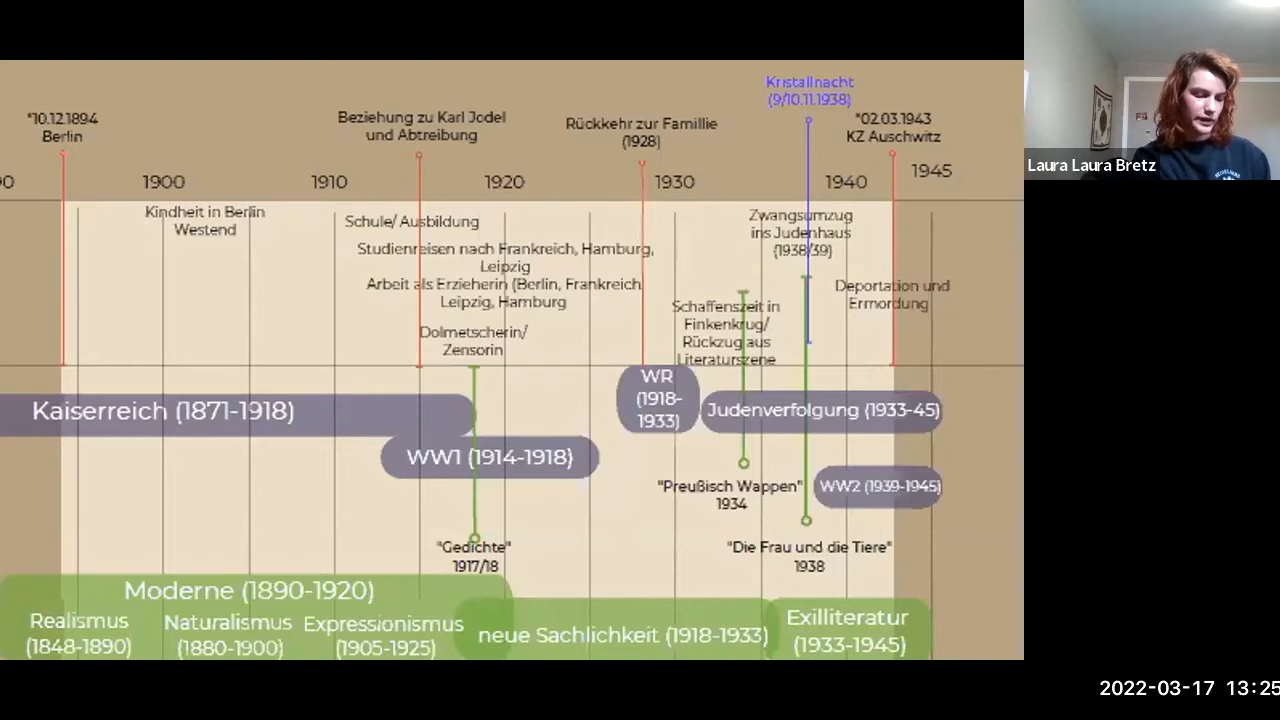 Kristallnacht
(9/10.11.1938)
*10.12.1894
Berlin
Beziehung zu Karl Jodel
und Abtreibung
Rückkehr zur Famillie
(1928)
*02.03.1943
KZ Auschwitz
Laura Laura Bretz
1900
1910
1920
1930
1940
1945
Kindheit in Berlin
Westend
Schule/ Ausbildung
Studienreisen nach Frankreich, Hamburg,
Leipzig
Arbeit als Erzieherin (Berlin, Frankreich
Leipzig, Hamburg
Dolmetscherin/
Zensorin
Zwangsumzug
ins Judenhaus
(1938/39)
Schaffenszeit in
Finkenkrug/
Rückzug aus
Literaturszene
Deportation und
Ermordung
Kaiserreich (1871-1918)
WW1 (1914-1918)
WR
(1918-
1933)
Judenverfolgung (1933-45)
WW2 (1939-1945)
"Preußisch Wappen"
1934
"Gedichte"
1917/18
"Die Frau und die Tiere"
1938
Moderne (1890-1920)
Realismus
(1848-1890)
Naturalismus
(1880-1900)
Expressionismus
(1905-1925)
neue Sachlichkeit (1918-1933)
Exilliteratur
(1933-1945)
2022-03-17 13:25